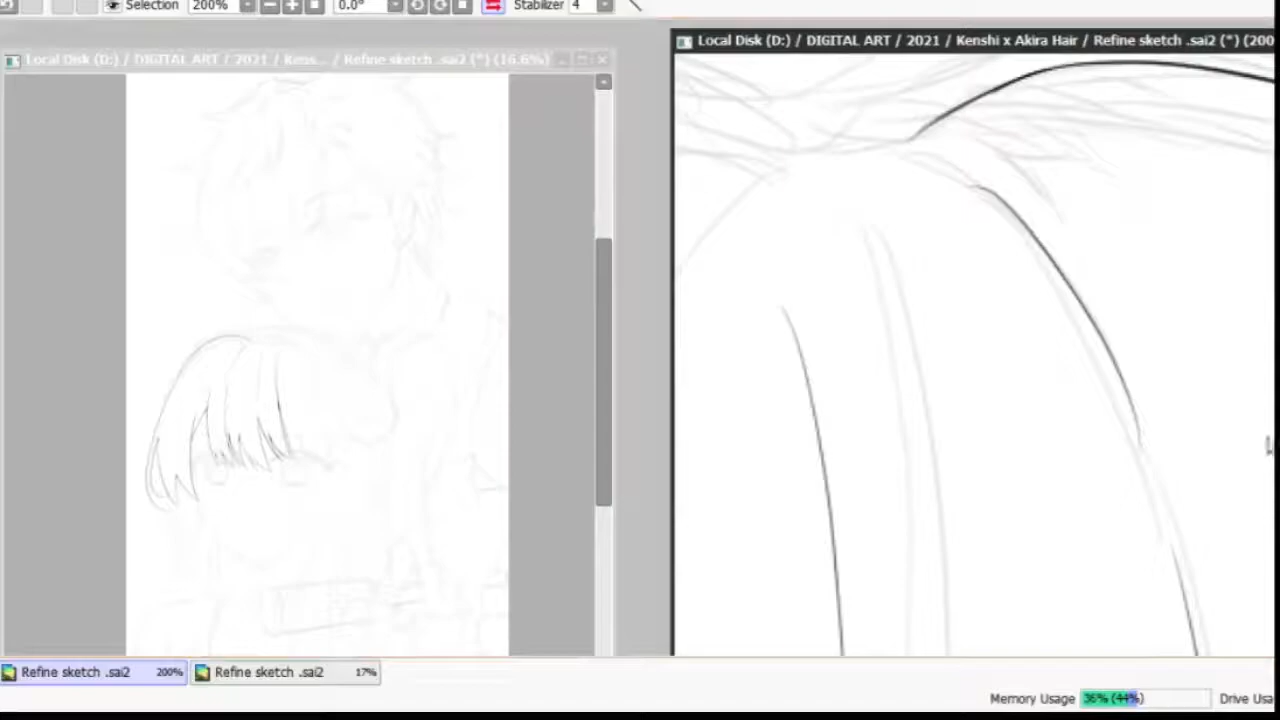 Selection 200% 0.0° Stabilizer 4
Local Disk (D:) / DIGITAL ART / 2021 / Kens... / Refine sketch .sai2 (*) (16.6%)
Local Disk (D:) / DIGITAL ART / 2021 / Kenshi x Akira Hair / Refine sketch .sai2 (*) (200
Refine sketch .sai2 200% Refine sketch .sai2 17%
Memory Usage 36% (44%) Drive Usa